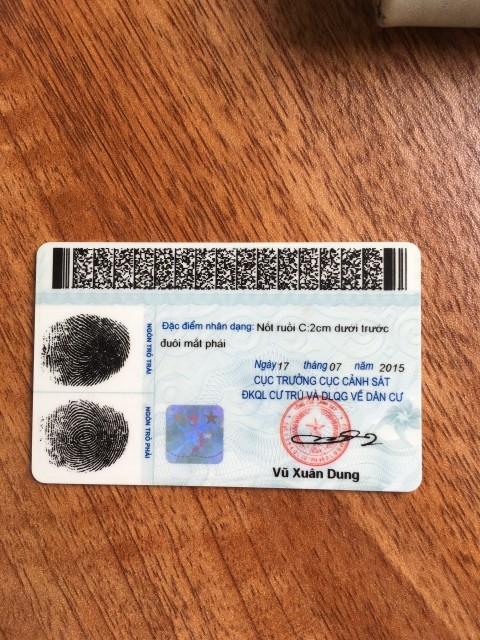 Đặc điểm nhân dạng: Nốt ruồi C:2cm dưới trước
đuôi mắt phải
Ngày 17 tháng 07 năm 2015
CỤC TRƯỞNG CỤC CẢNH SÁT
ĐKQL CƯ TRÚ VÀ DLQG VỀ DÂN CƯ
Vũ Xuân Dung
NGÓN TRỎ TRÁI
NGÓN TRỎ PHẢI